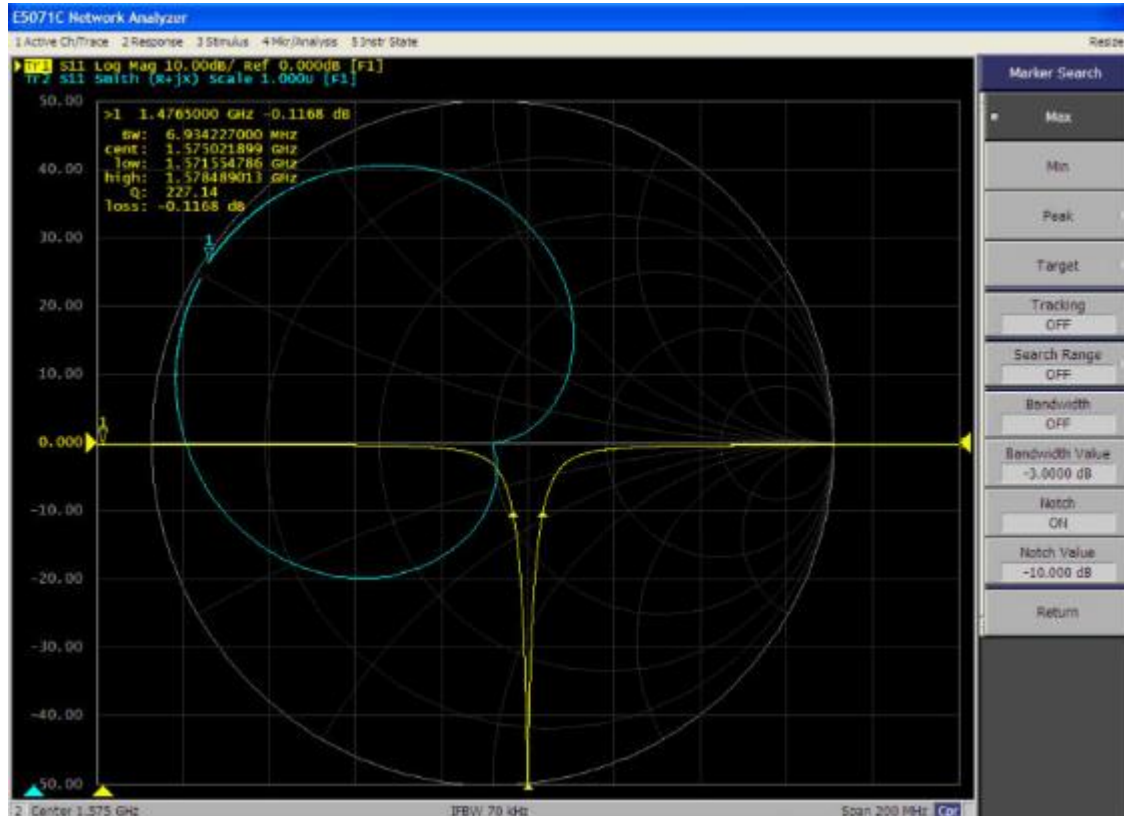 E5071C Network Analyzer
1 Active Ch/Trace 2 Response 3 Stimulus 4 Mkr/Analysis 5 Instr State
Resize
Tr1 S11 Log Mag 10.00dB/ Ref 0.000dB [F1]
Tr2 S11 Smith (R+jX) Scale 1.000U [F1]
50.00
>1 1.4765000 GHz -0.1168 dB
BW: 6.934227000 MHz
cent: 1.575021899 GHz
low: 1.571554786 GHz
high: 1.578489013 GHz
Q: 227.14
loss: -0.1168 dB
40.00
1
30.00
20.00
10.00
1
0.000
-10.00
-20.00
-30.00
-40.00
-50.00
2 Center 1.575 GHz
IFBW 70 kHz
Span 200 MHz Cor
Marker Search
Max
Min
Peak
Target
Tracking
OFF
Search Range
OFF
Bandwidth
OFF
Bandwidth Value
-3.0000 dB
Notch
ON
Notch Value
-10.000 dB
Return